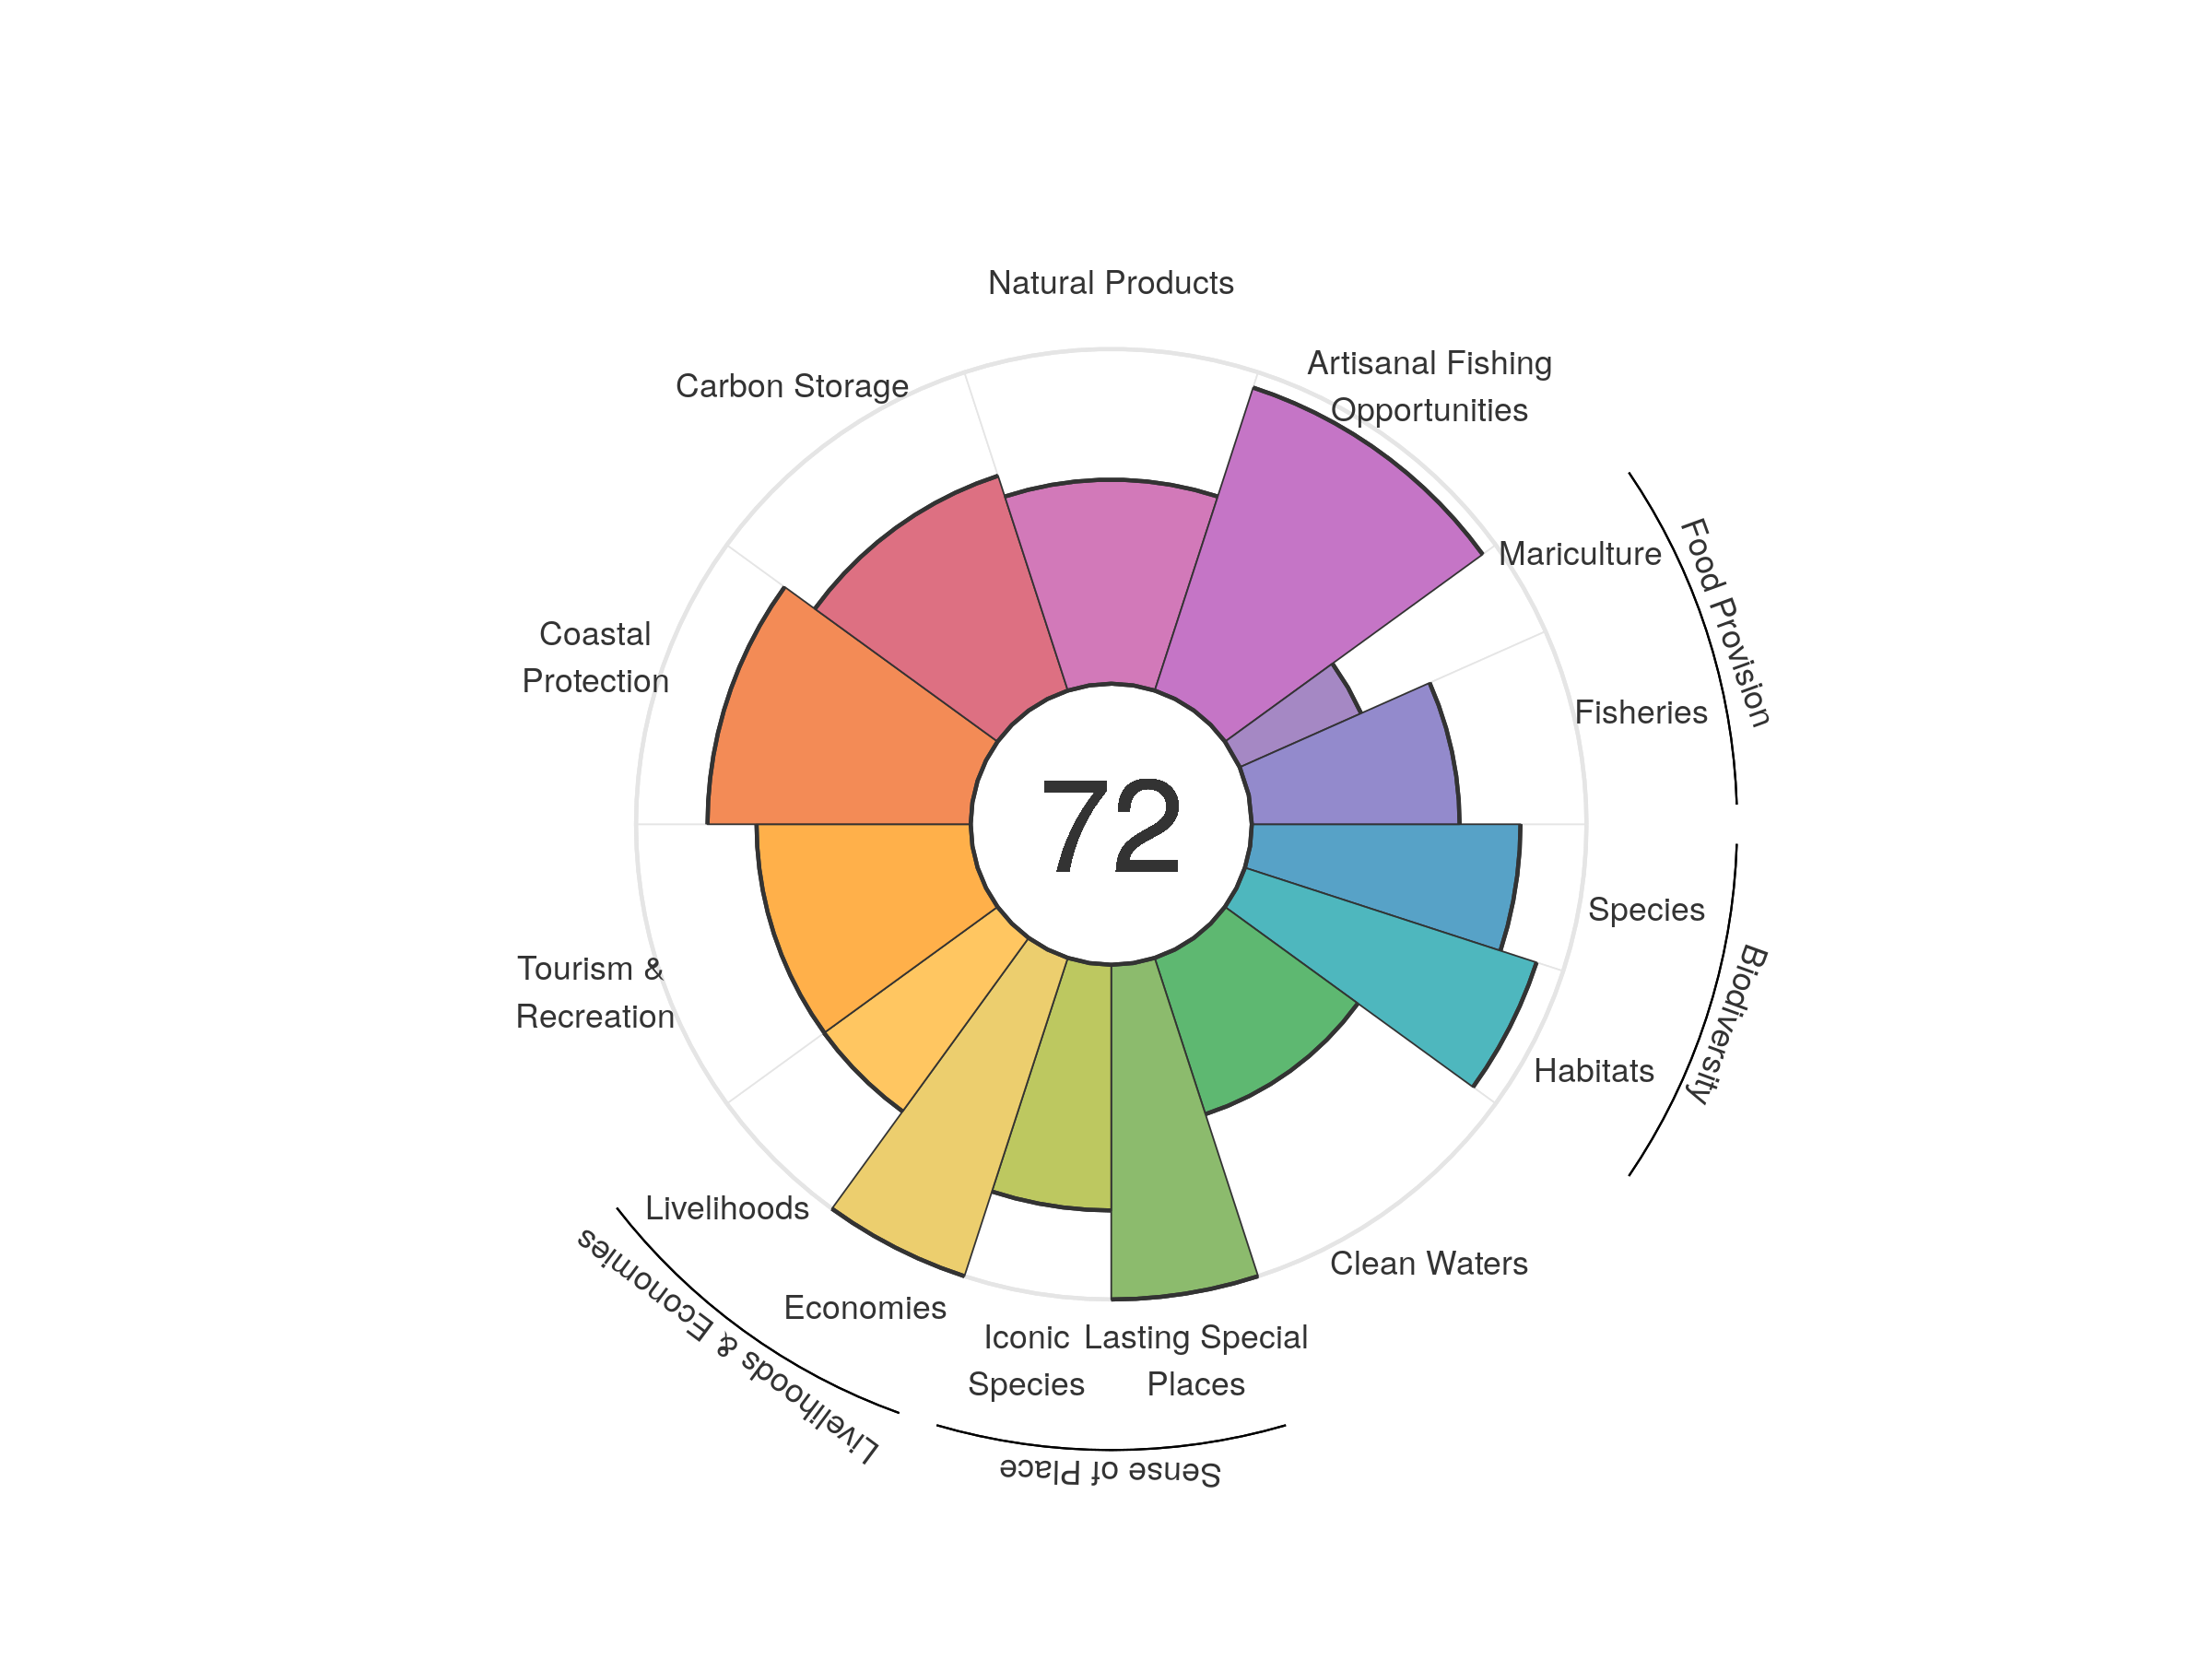 Natural Products
Artisanal Fishing
Opportunities
Carbon Storage
Mariculture
Food Provision
Coastal
Protection
Fisheries
72
Species
Biodiversity
Tourism &
Recreation
Habitats
Livelihoods
Clean Waters
Livelihoods & Economies
Economies
Iconic
Species
Lasting Special
Places
Sense of Place